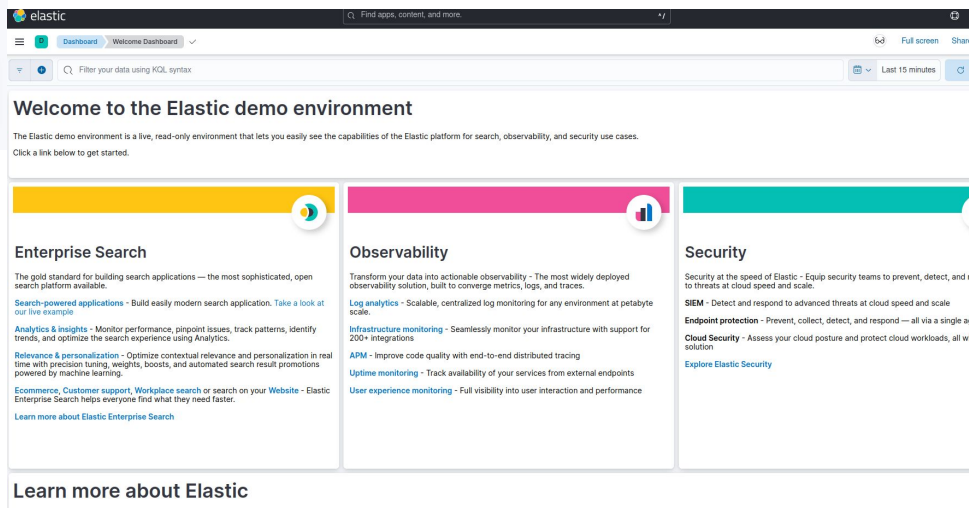 elastic
Find apps, content, and more.
^/
D
Dashboard
Welcome Dashboard
Full screen
Share
Filter your data using KQL syntax
Last 15 minutes
Welcome to the Elastic demo environment
The Elastic demo environment is a live, read-only environment that lets you easily see the capabilities of the Elastic platform for search, observability, and security use cases.
Click a link below to get started.
Enterprise Search
The gold standard for building search applications — the most sophisticated, open
search platform available.
Search-powered applications - Build easily modern search application. Take a look at
our live example
Analytics & insights - Monitor performance, pinpoint issues, track patterns, identify
trends, and optimize the search experience using Analytics.
Relevance & personalization - Optimize contextual relevance and personalization in real
time with precision tuning, weights, boosts, and automated search result promotions
powered by machine learning.
Ecommerce, Customer support, Workplace search or search on your Website - Elastic
Enterprise Search helps everyone find what they need faster.
Learn more about Elastic Enterprise Search
Observability
Transform your data into actionable observability - The most widely deployed
observability solution, built to converge metrics, logs, and traces.
Log analytics - Scalable, centralized log monitoring for any environment at petabyte
scale.
Infrastructure monitoring - Seamlessly monitor your infrastructure with support for
200+ integrations
APM - Improve code quality with end-to-end distributed tracing
Uptime monitoring - Track availability of your services from external endpoints
User experience monitoring - Full visibility into user interaction and performance
Security
Security at the speed of Elastic - Equip security teams to prevent, detect, and
to threats at cloud speed and scale.
SIEM - Detect and respond to advanced threats at cloud speed and scale
Endpoint protection - Prevent, collect, detect, and respond — all via a single
Cloud Security - Assess your cloud posture and protect cloud workloads, all
solution
Explore Elastic Security
Learn more about Elastic